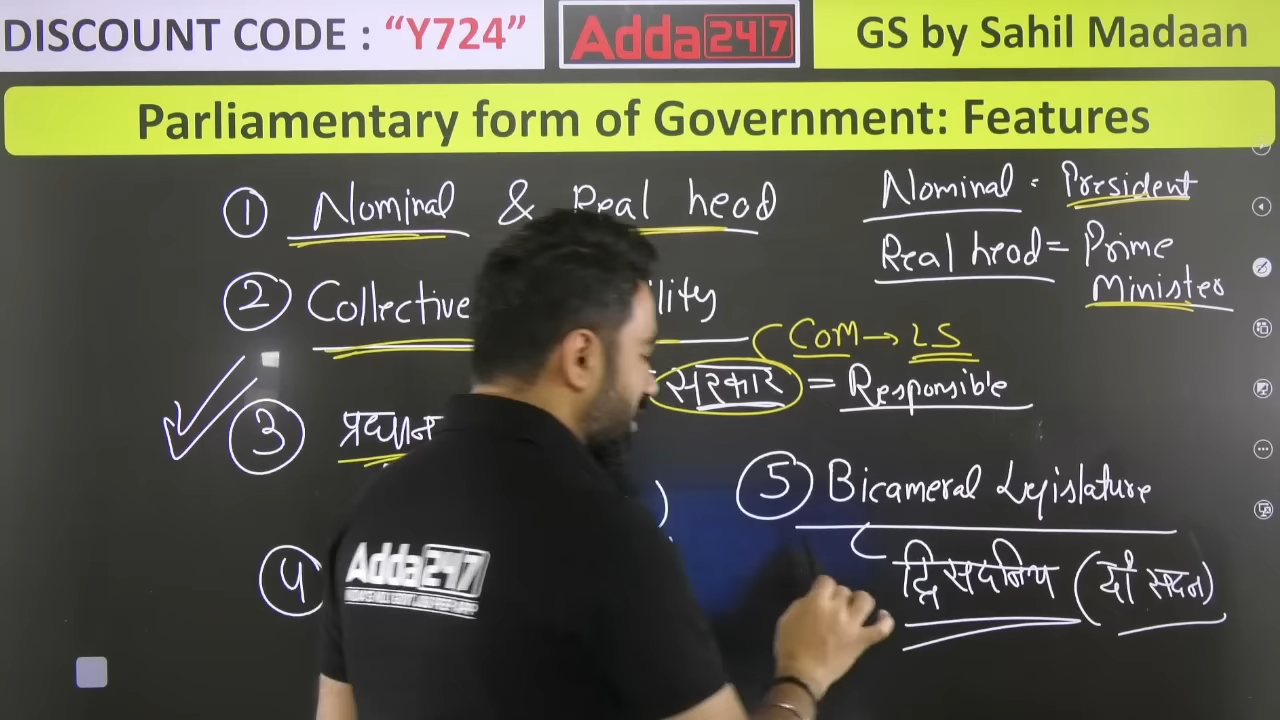 DISCOUNT CODE : “Y724”
Adda247
GS by Sahil Madaan
Parliamentary form of Government: Features
① Nominal & Real head
Nominal = President
Real head = Prime
Minister
② Collective ility
COM → LS
सरकार = Responsible
③ प्रधान
⑤ Bicameral Legislature
द्विसदनिय (दो सदन)
④
Adda247